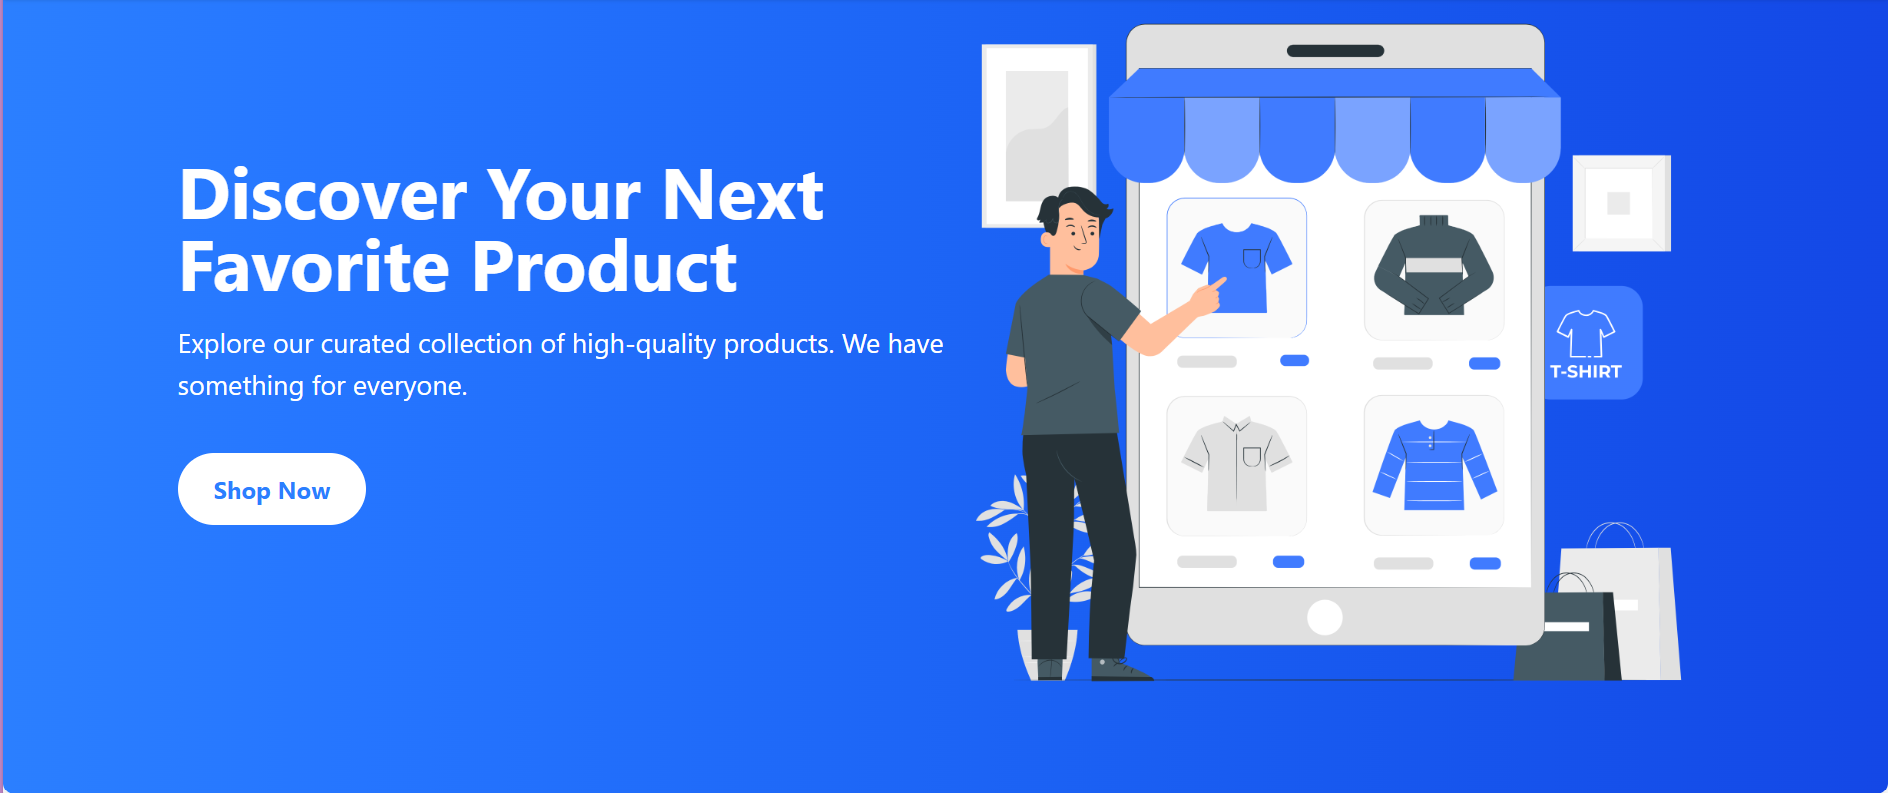 Discover Your Next
Favorite Product
Explore our curated collection of high-quality products. We have
something for everyone.
Shop Now
T-SHIRT